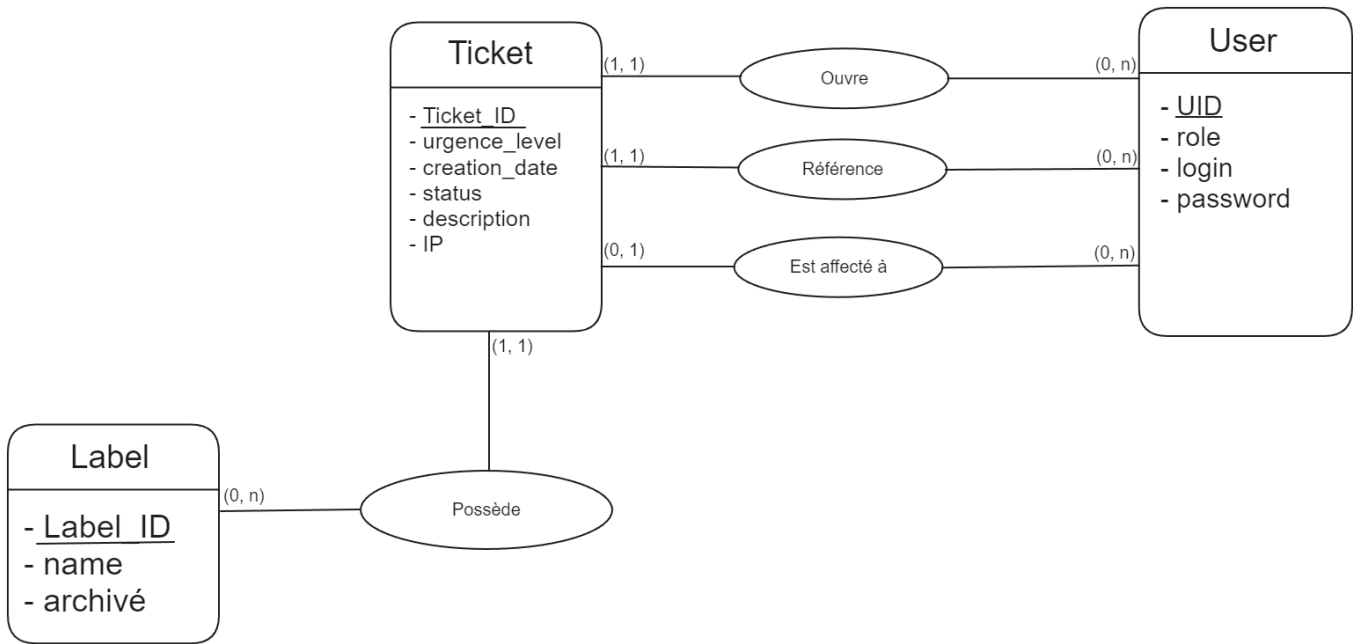 Ticket
- Ticket_ID
- urgence_level
- creation_date
- status
- description
- IP
(1, 1)
Ouvre
(0, n)
(1, 1)
Référence
(0, n)
(0, 1)
Est affecté à
(0, n)
User
- UID
- role
- login
- password
(1, 1)
Label
- Label_ID
- name
- archivé
(0, n)
Possède